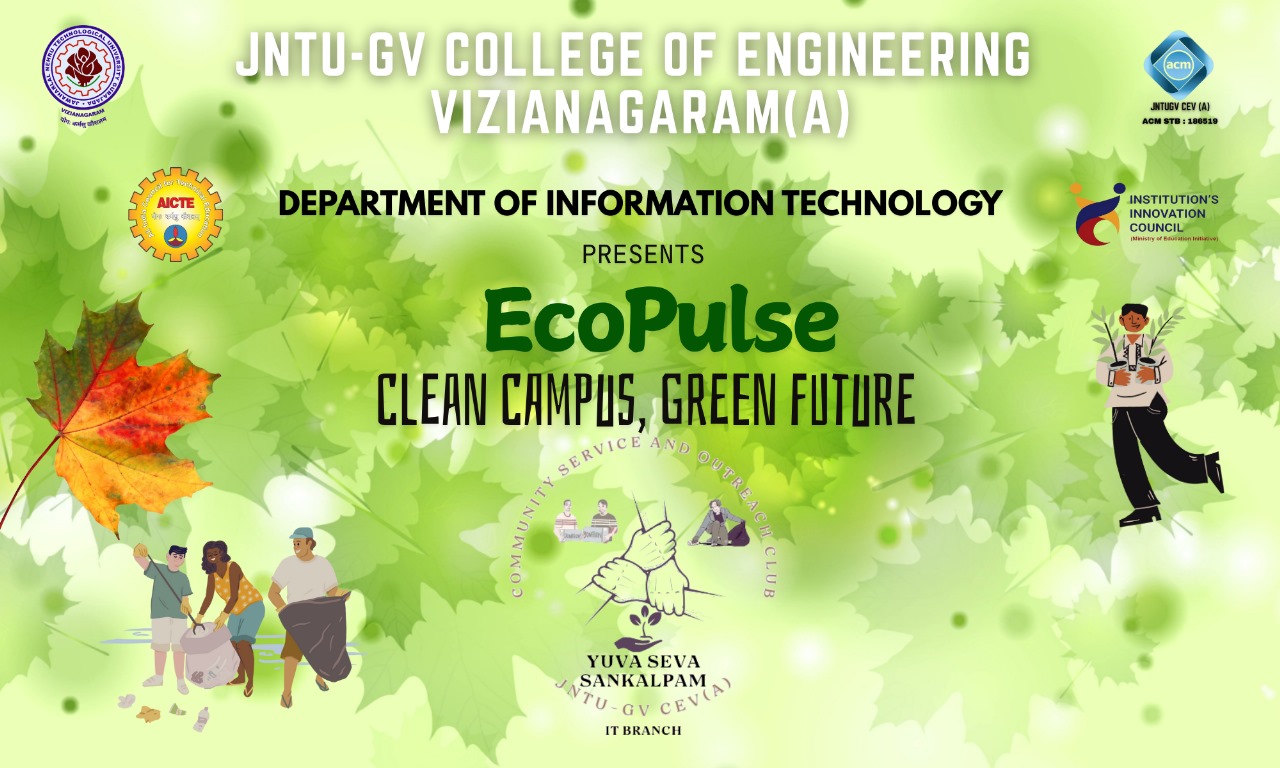 JNTU-GV COLLEGE OF ENGINEERING
VIZIANAGARAM(A)
JAWAHARLAL NEHRU TECHNOLOGICAL UNIVERSITY GURAJADA
VIZIANAGARAM
acm
JNTUGV CEV (A)
ACM STB : 186519
AICTE
DEPARTMENT OF INFORMATION TECHNOLOGY
INSTITUTION'S
INNOVATION
COUNCIL
(Ministry of Education Initiative)
PRESENTS
EcoPulse
CLEAN CAMPUS, GREEN FUTURE
COMMUNITY SERVICE AND OUTREACH CLUB
YUVA SEVA
SANKALPAM
JNTU-GV CEV(A)
IT BRANCH